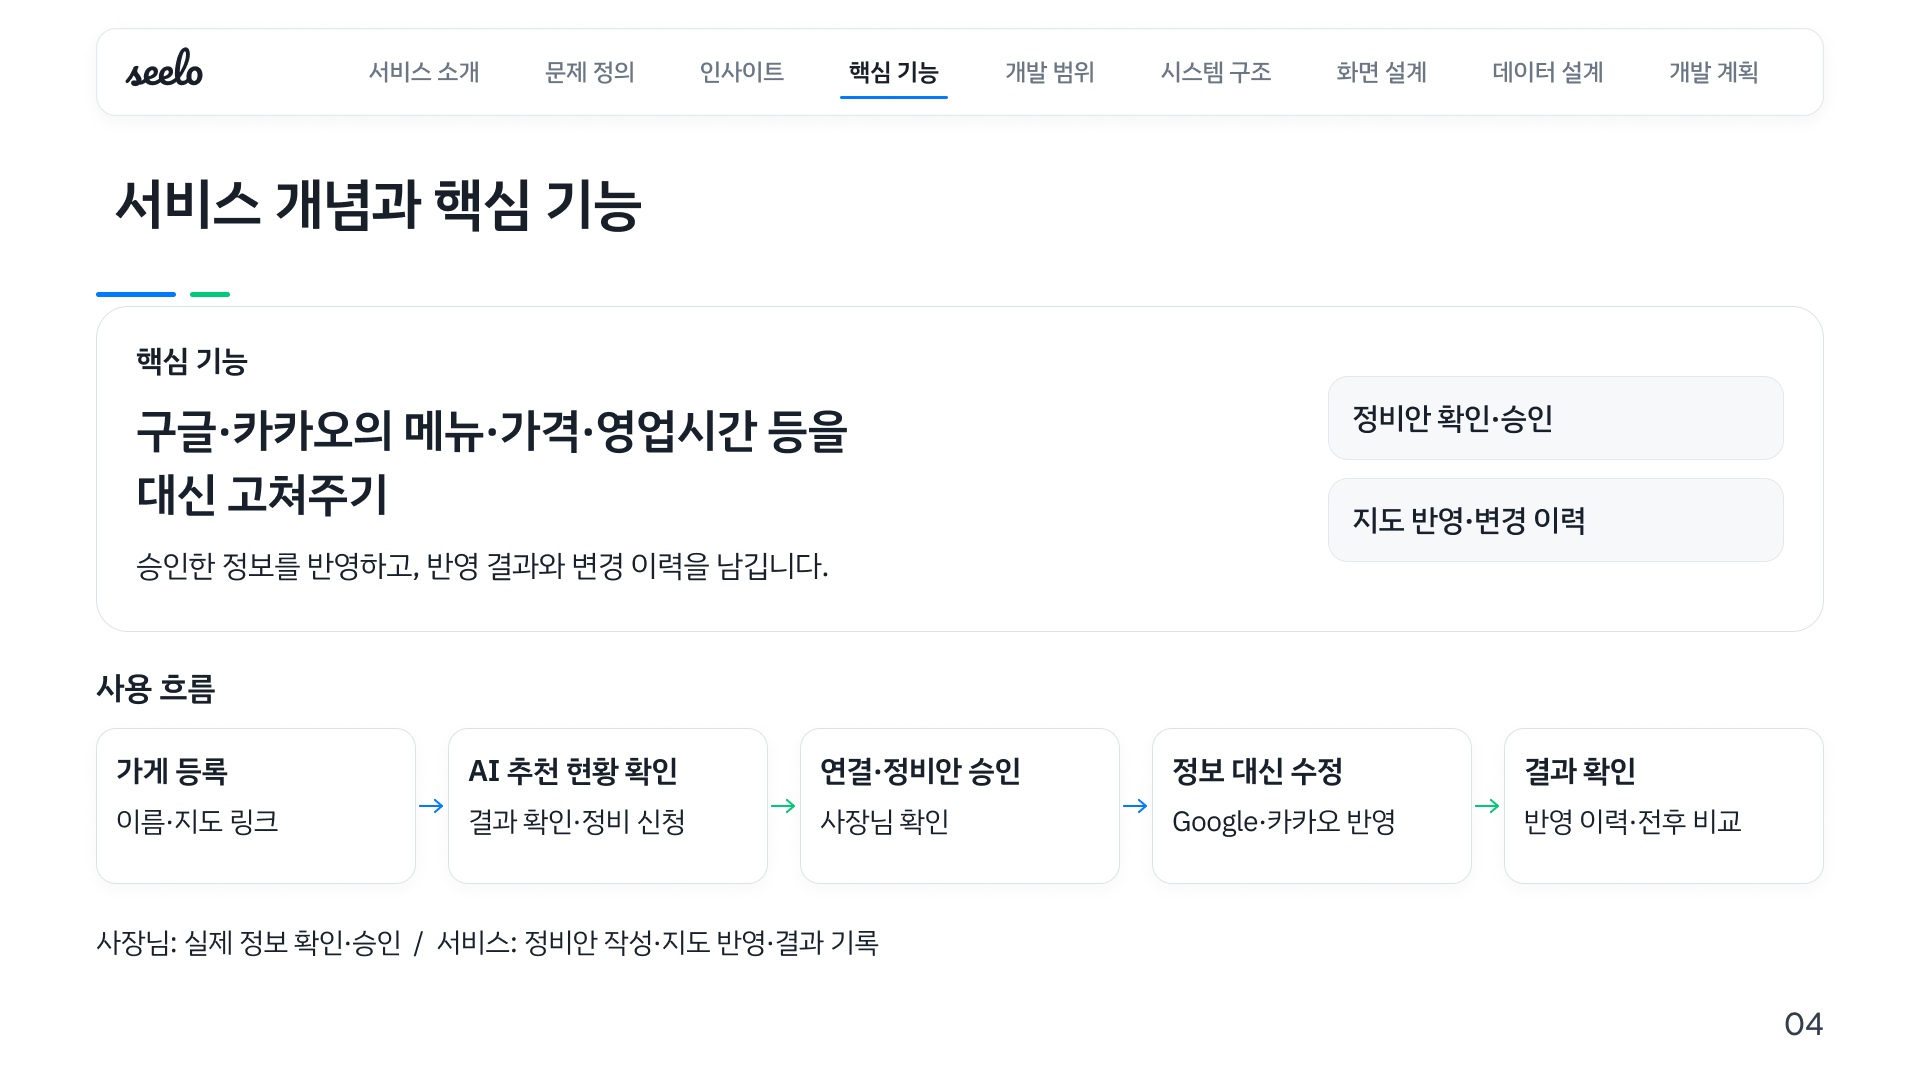 seelo
서비스 소개
문제 정의
인사이트
핵심 기능
개발 범위
시스템 구조
화면 설계
데이터 설계
개발 계획
서비스 개념과 핵심 기능
핵심 기능
구글·카카오의 메뉴·가격·영업시간 등을
대신 고쳐주기
승인한 정보를 반영하고, 반영 결과와 변경 이력을 남깁니다.
정비안 확인·승인
지도 반영·변경 이력
사용 흐름
가게 등록
이름·지도 링크
AI 추천 현황 확인
결과 확인·정비 신청
연결·정비안 승인
사장님 확인
정보 대신 수정
Google·카카오 반영
결과 확인
반영 이력·전후 비교
사장님: 실제 정보 확인·승인 / 서비스: 정비안 작성·지도 반영·결과 기록
04